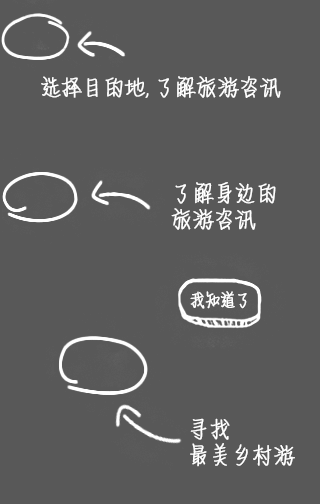 选择目的地，了解旅游咨讯
了解身边的
旅游咨讯
我知道了
寻找
最美乡村游